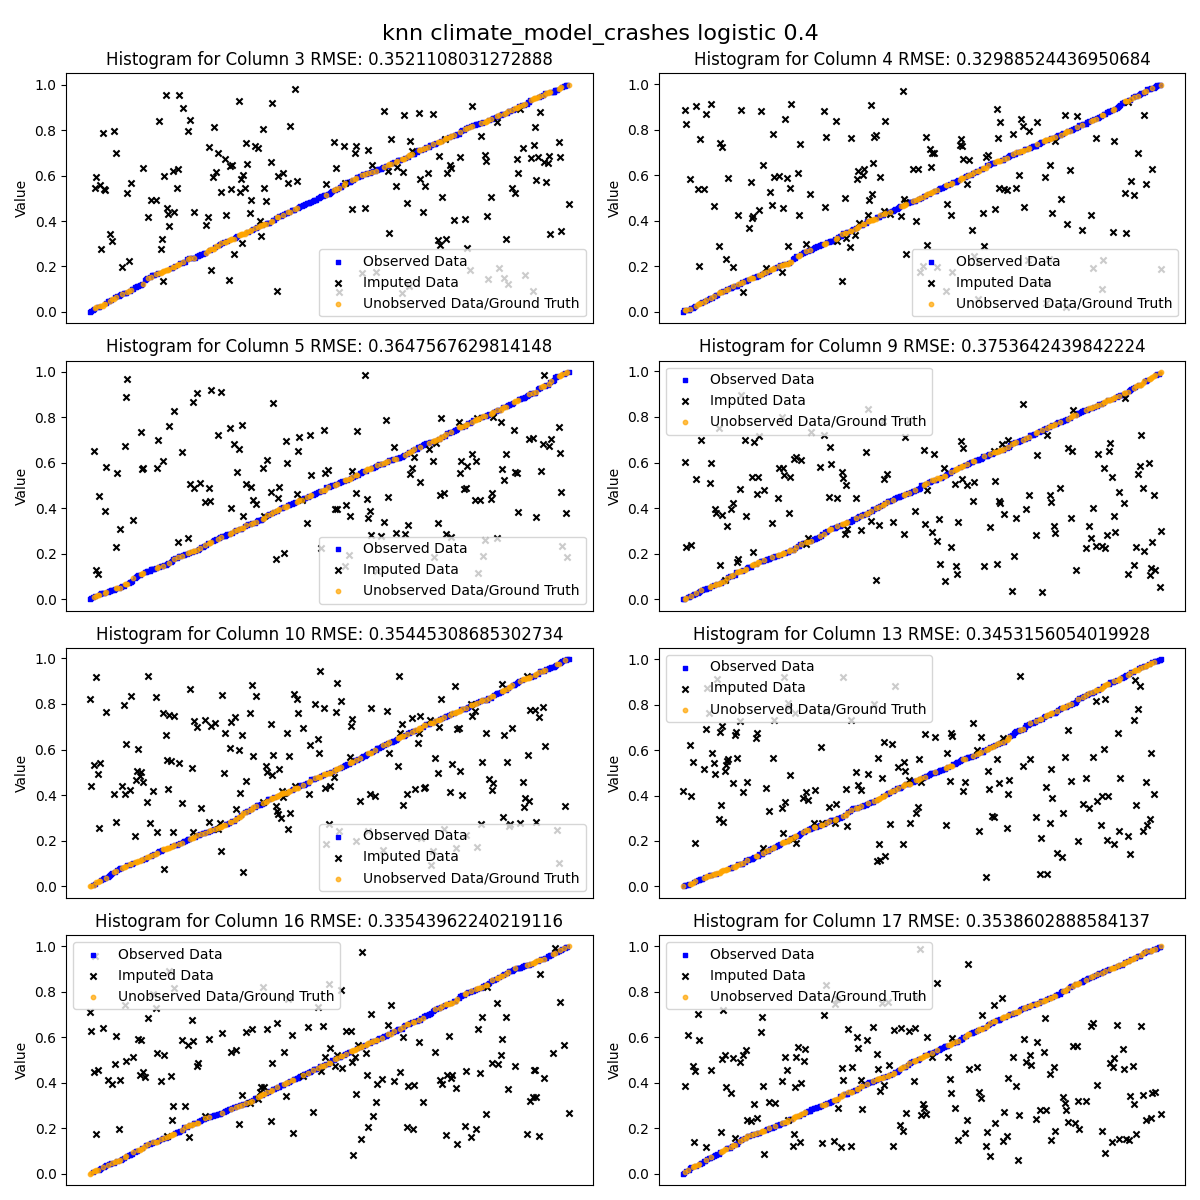 knn climate_model_crashes logistic 0.4
Histogram for Column 3 RMSE: 0.3521108031272888
Histogram for Column 4 RMSE: 0.32988524436950684
1.0
0.8
0.6
0.4
0.2
0.0
Value
Observed Data
Imputed Data
Unobserved Data/Ground Truth
1.0
0.8
0.6
0.4
0.2
0.0
Value
Observed Data
Imputed Data
Unobserved Data/Ground Truth
Histogram for Column 5 RMSE: 0.3647567629814148
Histogram for Column 9 RMSE: 0.3753642439842224
1.0
0.8
0.6
0.4
0.2
0.0
Value
Observed Data
Imputed Data
Unobserved Data/Ground Truth
1.0
0.8
0.6
0.4
0.2
0.0
Value
Observed Data
Imputed Data
Unobserved Data/Ground Truth
Histogram for Column 10 RMSE: 0.35445308685302734
Histogram for Column 13 RMSE: 0.3453156054019928
1.0
0.8
0.6
0.4
0.2
0.0
Value
Observed Data
Imputed Data
Unobserved Data/Ground Truth
1.0
0.8
0.6
0.4
0.2
0.0
Value
Observed Data
Imputed Data
Unobserved Data/Ground Truth
Histogram for Column 16 RMSE: 0.33543962240219116
Histogram for Column 17 RMSE: 0.3538602888584137
1.0
0.8
0.6
0.4
0.2
0.0
Value
Observed Data
Imputed Data
Unobserved Data/Ground Truth
1.0
0.8
0.6
0.4
0.2
0.0
Value
Observed Data
Imputed Data
Unobserved Data/Ground Truth